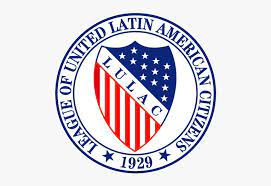 LEAGUE OF UNITED LATIN AMERICAN CITIZENS
LULAC
★ 1929 ★